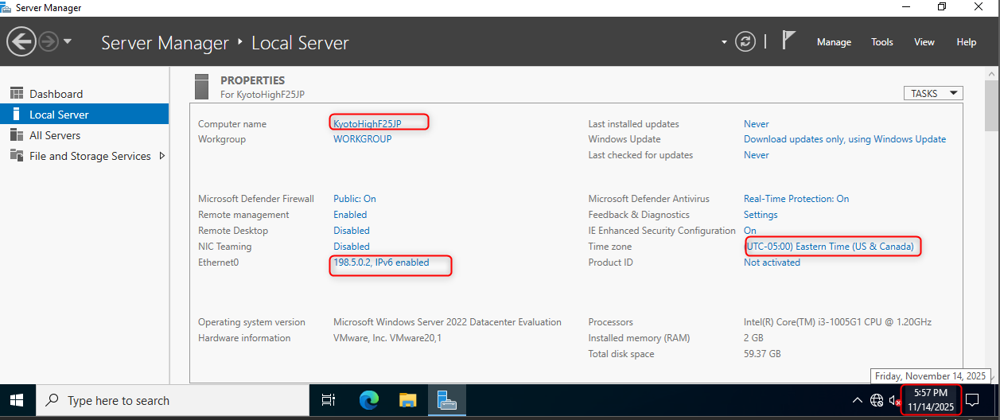 Server Manager
Server Manager ‣ Local Server
Manage Tools View Help
Dashboard
Local Server
All Servers
File and Storage Services
PROPERTIES
For KyotoHighF25JP
TASKS
Computer name KyotoHighF25JP
Workgroup WORKGROUP
Last installed updates Never
Windows Update Download updates only, using Windows Update
Last checked for updates Never
Microsoft Defender Firewall Public: On
Remote management Enabled
Remote Desktop Disabled
NIC Teaming Disabled
Ethernet0 198.5.0.2, IPv6 enabled
Microsoft Defender Antivirus Real-Time Protection: On
Feedback & Diagnostics Settings
IE Enhanced Security Configuration On
Time zone (UTC-05:00) Eastern Time (US & Canada)
Product ID Not activated
Operating system version Microsoft Windows Server 2022 Datacenter Evaluation
Hardware information VMware, Inc. VMware20,1
Processors Intel(R) Core(TM) i3-1005G1 CPU @ 1.20GHz
Installed memory (RAM) 2 GB
Total disk space 59.37 GB
Friday, November 14, 2025
Type here to search
5:57 PM
11/14/2025